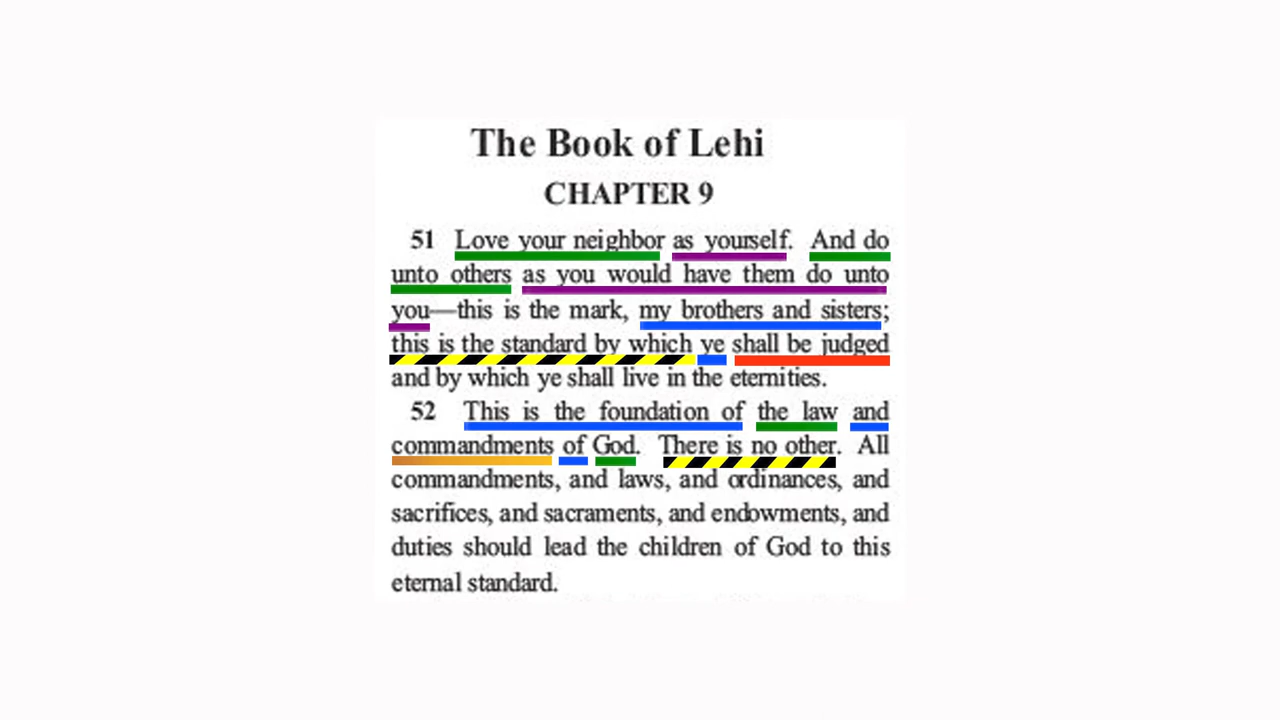 The Book of Lehi
CHAPTER 9
51 Love your neighbor as yourself. And do
unto others as you would have them do unto
you—this is the mark, my brothers and sisters;
this is the standard by which ye shall be judged
and by which ye shall live in the eternities.
52 This is the foundation of the law and
commandments of God. There is no other. All
commandments, and laws, and ordinances, and
sacrifices, and sacraments, and endowments, and
duties should lead the children of God to this
eternal standard.